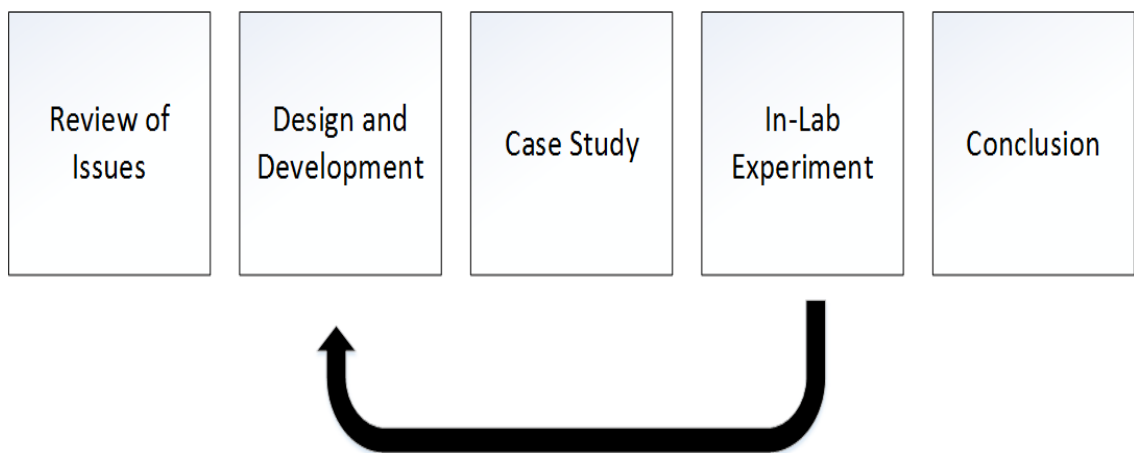 Review of
Issues
Design and
Development
Case Study
In-Lab
Experiment
Conclusion